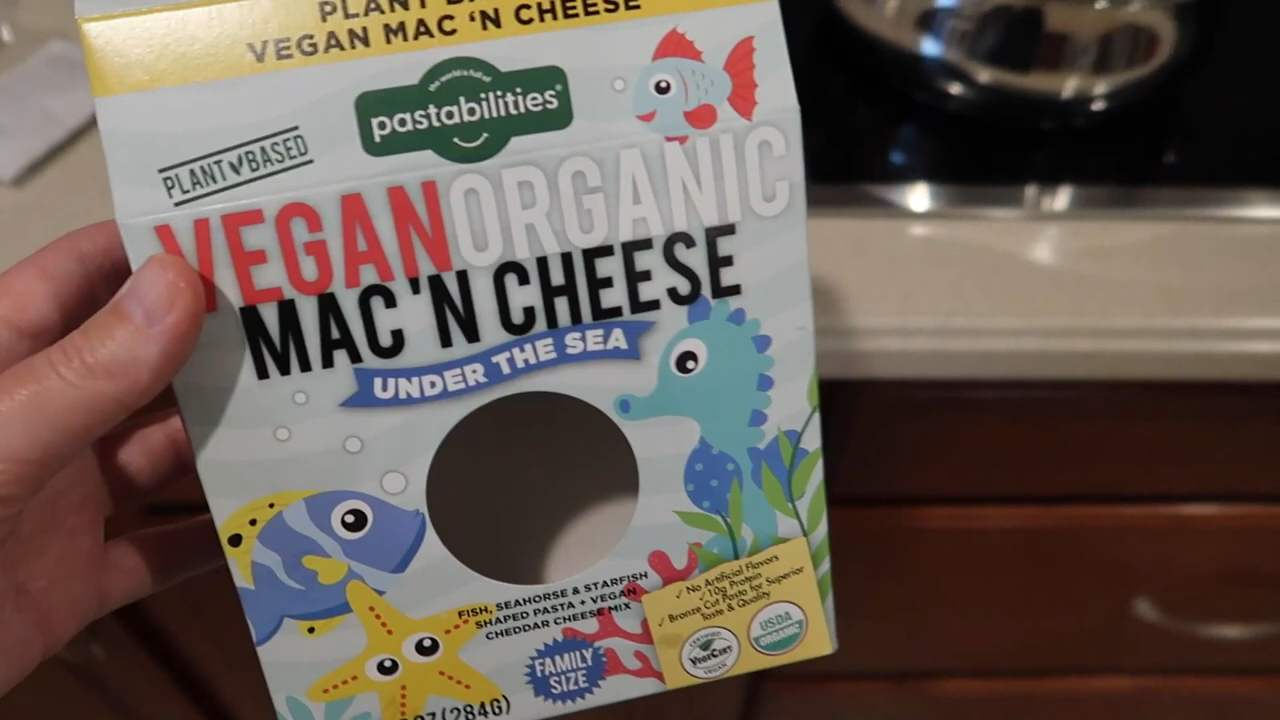 PLANT
VEGAN MAC 'N CHEESE
the world is full of
pastabilities®
PLANT BASED
VEGAN ORGANIC
MAC 'N CHEESE
UNDER THE SEA
FISH, SEAHORSE & STARFISH
SHAPED PASTA + VEGAN
CHEDDAR CHEESE MIX
✓ No Artificial Flavors
✓ 10g Protein
✓ Bronze Cut Pasta for Superior
Taste & Quality
CERTIFIED
VegeCert
VEGAN
USDA
ORGANIC
FAMILY
SIZE
(284G)